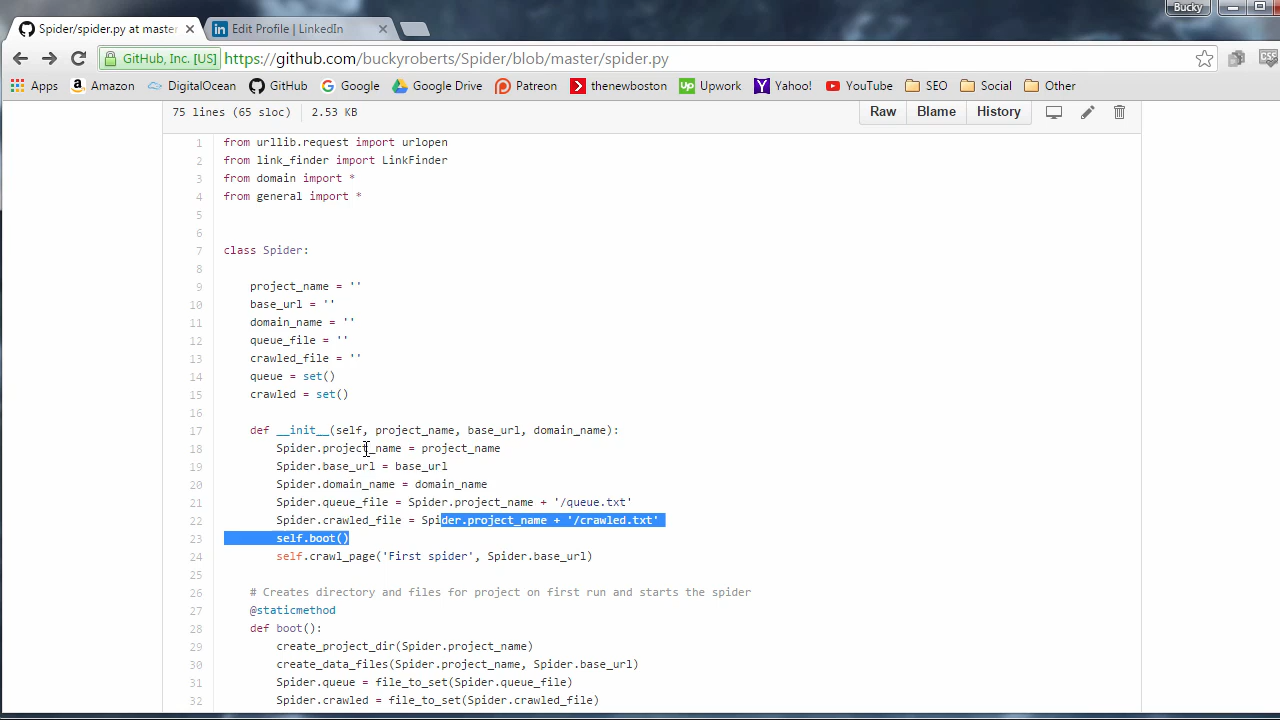 Bucky
Spider/spider.py at master
Edit Profile | LinkedIn
GitHub, Inc. [US] https://github.com/buckyroberts/Spider/blob/master/spider.py
Apps Amazon DigitalOcean GitHub Google Google Drive Patreon thenewboston Upwork Yahoo! YouTube SEO Social Other
75 lines (65 sloc) 2.53 KB Raw Blame History
1 from urllib.request import urlopen
2 from link_finder import LinkFinder
3 from domain import *
4 from general import *
5
6
7 class Spider:
8
9 project_name = ''
10 base_url = ''
11 domain_name = ''
12 queue_file = ''
13 crawled_file = ''
14 queue = set()
15 crawled = set()
16
17 def __init__(self, project_name, base_url, domain_name):
18 Spider.project_name = project_name
19 Spider.base_url = base_url
20 Spider.domain_name = domain_name
21 Spider.queue_file = Spider.project_name + '/queue.txt'
22 Spider.crawled_file = Spider.project_name + '/crawled.txt'
23 self.boot()
24 self.crawl_page('First spider', Spider.base_url)
25
26 # Creates directory and files for project on first run and starts the spider
27 @staticmethod
28 def boot():
29 create_project_dir(Spider.project_name)
30 create_data_files(Spider.project_name, Spider.base_url)
31 Spider.queue = file_to_set(Spider.queue_file)
32 Spider.crawled = file_to_set(Spider.crawled_file)